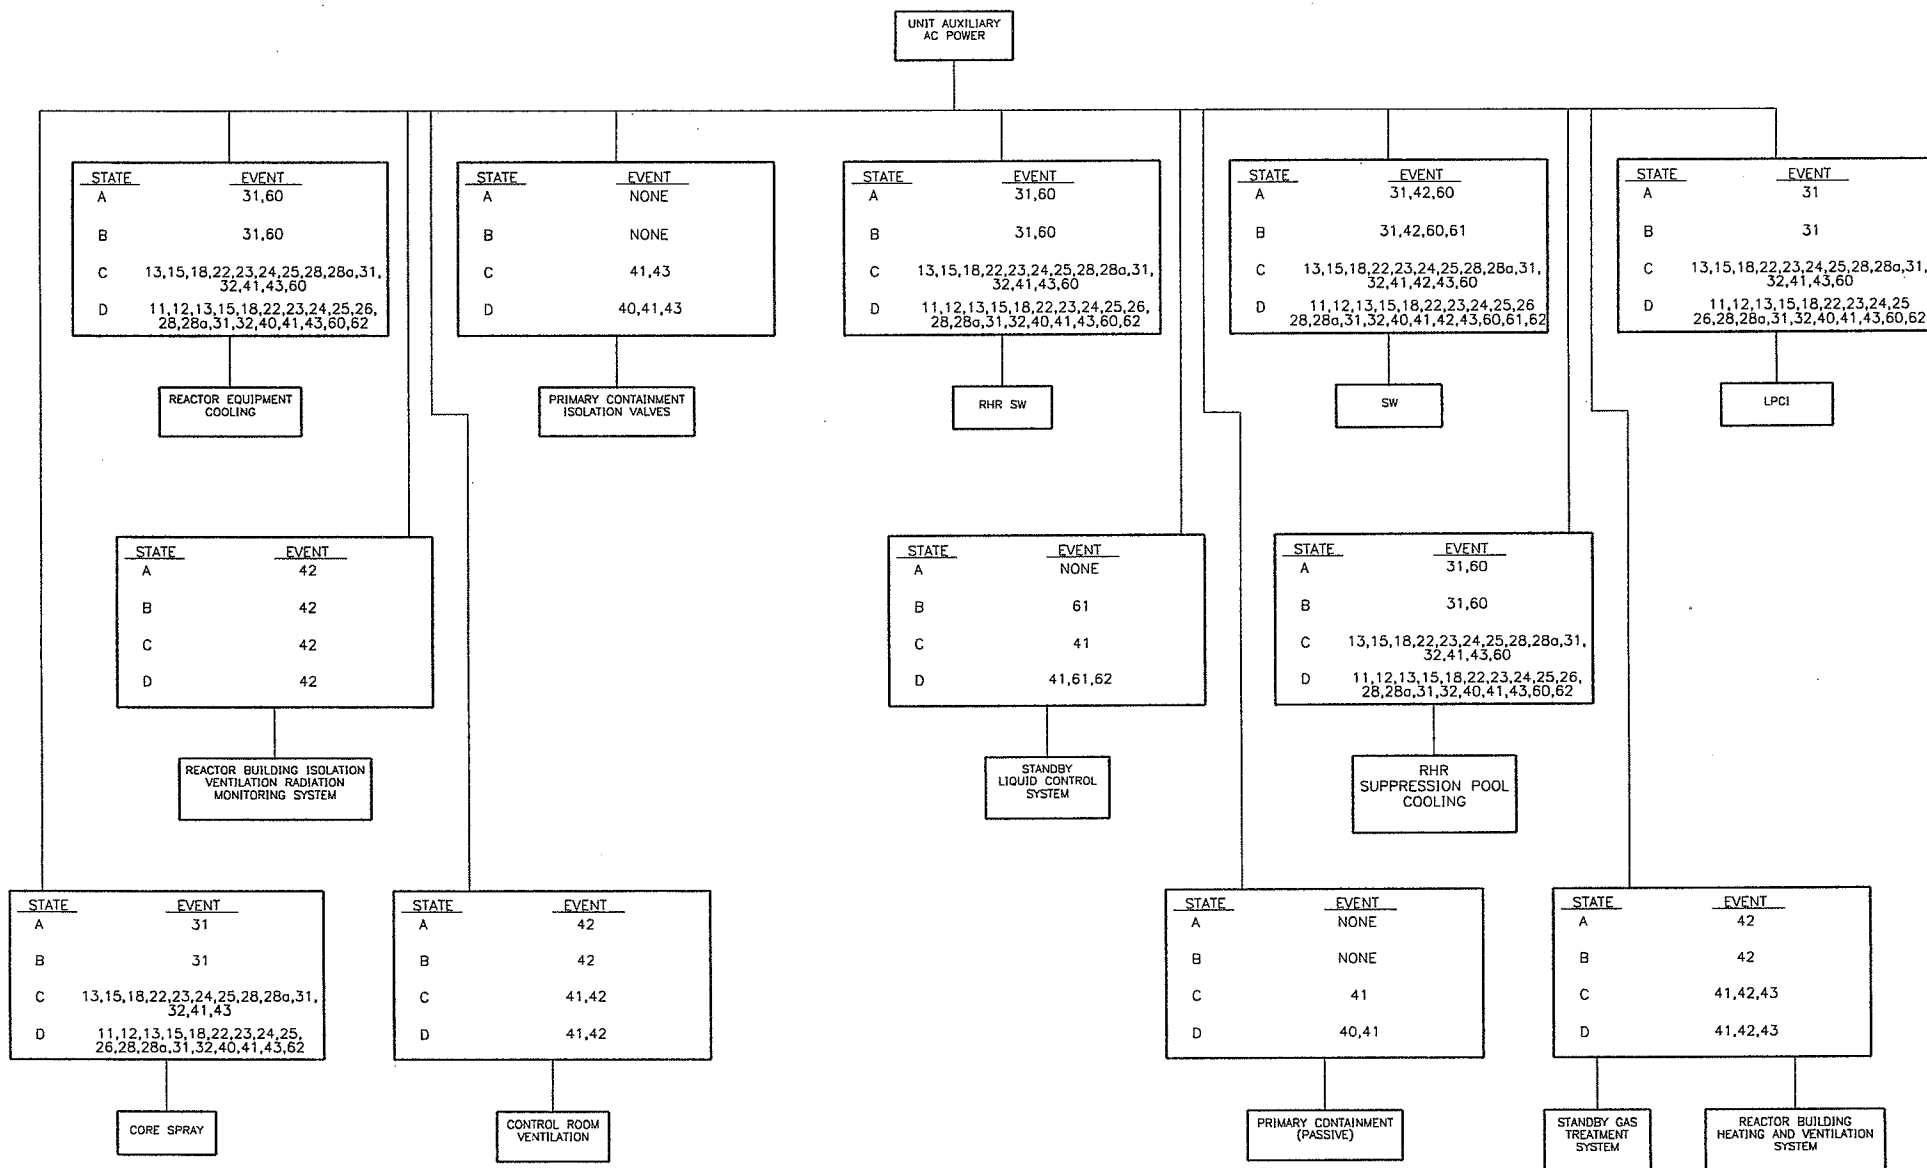 UNIT AUXILIARY
AC POWER
STATE EVENT
A 31,60
B 31,60
C 13,15,18,22,23,24,25,28,28a,31,
32,41,43,60
D 11,12,13,15,18,22,23,24,25,26,
28,28a,31,32,40,41,43,60,62
REACTOR EQUIPMENT
COOLING
STATE EVENT
A NONE
B NONE
C 41,43
D 40,41,43
PRIMARY CONTAINMENT
ISOLATION VALVES
STATE EVENT
A 31,60
B 31,60
C 13,15,18,22,23,24,25,28,28a,31,
32,41,43,60
D 11,12,13,15,18,22,23,24,25,26,
28,28a,31,32,40,41,43,60,62
RHR SW
STATE EVENT
A 31,42,60
B 31,42,60,61
C 13,15,18,22,23,24,25,28,28a,31,
32,41,42,43,60
D 11,12,13,15,18,22,23,24,25,26
28,28a,31,32,40,41,42,43,60,61,62
SW
STATE EVENT
A 31
B 31
C 13,15,18,22,23,24,25,28,28a,31,
32,41,43,60
D 11,12,13,15,18,22,23,24,25
26,28,28a,31,32,40,41,43,60,62
LPCI
STATE EVENT
A 42
B 42
C 42
D 42
REACTOR BUILDING ISOLATION
VENTILATION RADIATION
MONITORING SYSTEM
STATE EVENT
A NONE
B 61
C 41
D 41,61,62
STANDBY
LIQUID CONTROL
SYSTEM
STATE EVENT
A 31,60
B 31,60
C 13,15,18,22,23,24,25,28,28a,31,
32,41,43,60
D 11,12,13,15,18,22,23,24,25,26,
28,28a,31,32,40,41,43,60,62
RHR
SUPPRESSION POOL
COOLING
STATE EVENT
A 31
B 31
C 13,15,18,22,23,24,25,28,28a,31,
32,41,43
D 11,12,13,15,18,22,23,24,25,
26,28,28a,31,32,40,41,43,62
CORE SPRAY
STATE EVENT
A 42
B 42
C 41,42
D 41,42
CONTROL ROOM
VENTILATION
STATE EVENT
A NONE
B NONE
C 41
D 40,41
PRIMARY CONTAINMENT
(PASSIVE)
STATE EVENT
A 42
B 42
C 41,42,43
D 41,42,43
STANDBY GAS
TREATMENT
SYSTEM
REACTOR BUILDING
HEATING AND VENTILATION
SYSTEM